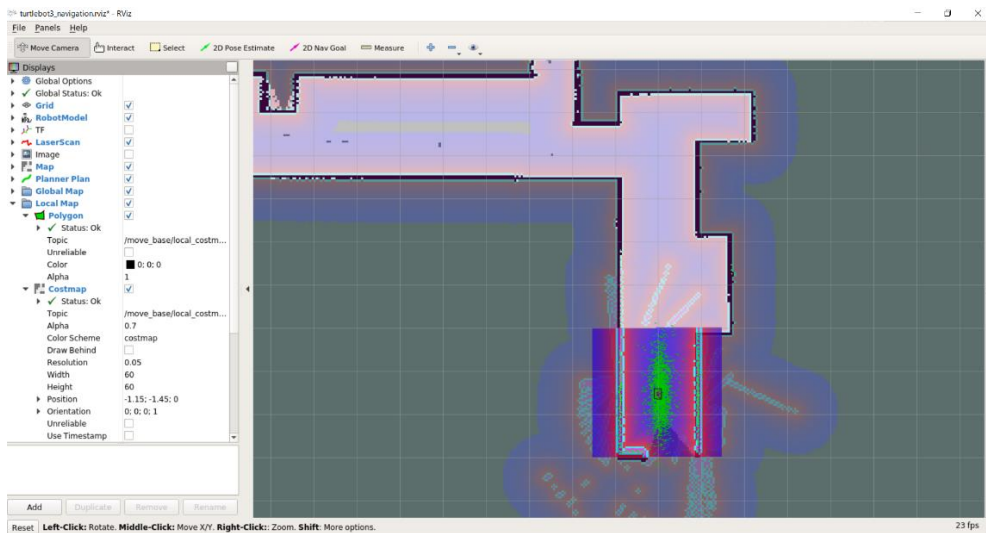 turtlebot3_navigation.rviz* - RViz
File Panels Help
Move Camera Interact Select 2D Pose Estimate 2D Nav Goal Measure
Displays
Global Options
Global Status: Ok
Grid
RobotModel
TF
LaserScan
Image
Map
Planner Plan
Global Map
Local Map
Polygon
Status: Ok
Topic /move_base/local_costm...
Unreliable
Color 0; 0; 0
Alpha 1
Costmap
Status: Ok
Topic /move_base/local_costm...
Alpha 0.7
Color Scheme costmap
Draw Behind
Resolution 0.05
Width 60
Height 60
Position -1.15; -1.45; 0
Orientation 0; 0; 0; 1
Unreliable
Use Timestamp
Add Duplicate Remove Rename
Reset Left-Click: Rotate. Middle-Click: Move X/Y. Right-Click:: Zoom. Shift: More options. 23 fps